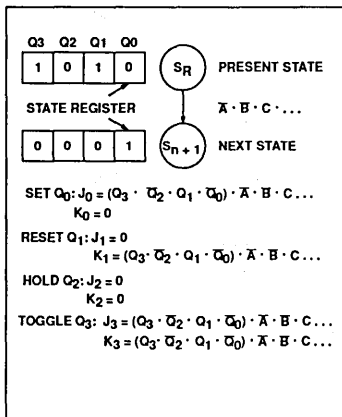 Q3 Q2 Q1 Q0
1 0 1 0 S_R PRESENT STATE
STATE REGISTER A̅ · B̅ · C · ...
0 0 0 1 S_{n + 1} NEXT STATE
SET Q₀: J₀ = (Q₃ · Q̅₂ · Q₁ · Q̅₀) · A̅ · B̅ · C . . .
K₀ = 0
RESET Q₁: J₁ = 0
K₁ = (Q₃ · Q̅₂ · Q₁ · Q̅₀) · A̅ · B̅ · C . . .
HOLD Q₂: J₂ = 0
K₂ = 0
TOGGLE Q₃: J₃ = (Q₃ · Q̅₂ · Q₁ · Q̅₀) · A̅ · B̅ · C . . .
K₃ = (Q₃ · Q̅₂ · Q₁ · Q̅₀) · A̅ · B̅ · C . . .